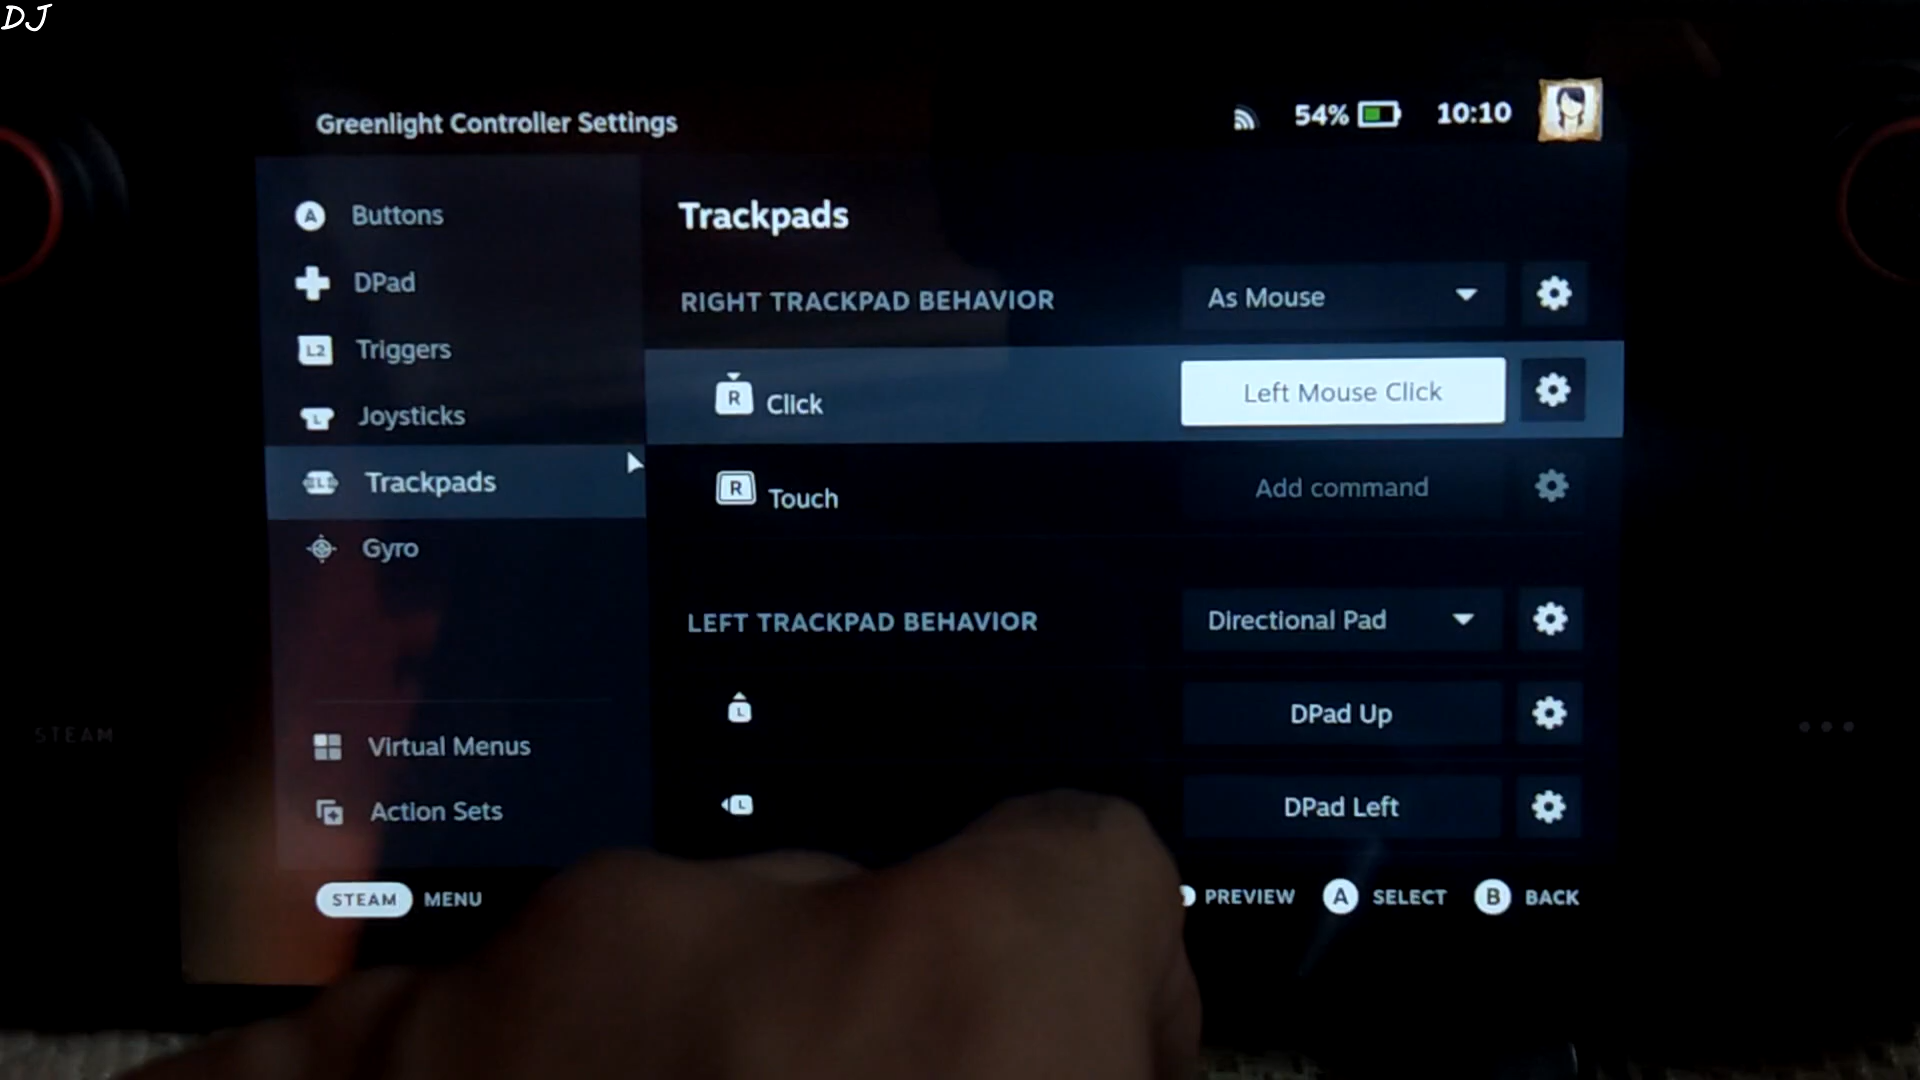 DJ
Greenlight Controller Settings
54%
10:10
A Buttons
DPad
L2 Triggers
L Joysticks
Trackpads
Gyro
Virtual Menus
Action Sets
STEAM MENU
Trackpads
RIGHT TRACKPAD BEHAVIOR As Mouse
R Click Left Mouse Click
R Touch Add command
LEFT TRACKPAD BEHAVIOR Directional Pad
L DPad Up
L DPad Left
PREVIEW A SELECT B BACK
STEAM